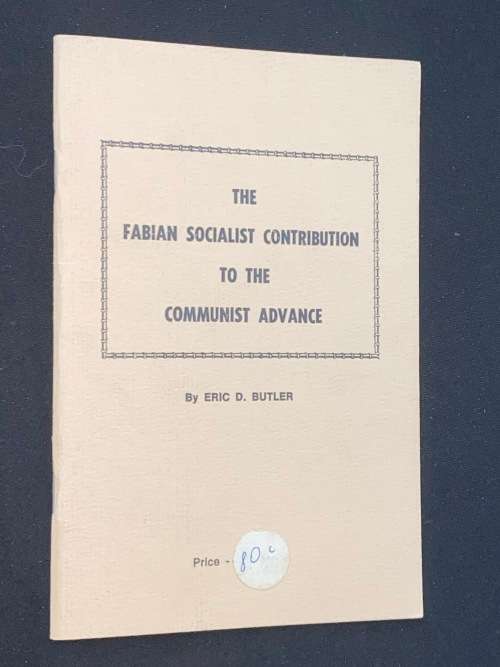 THE
FABIAN SOCIALIST CONTRIBUTION
TO THE
COMMUNIST ADVANCE
By ERIC D. BUTLER
Price - 80c